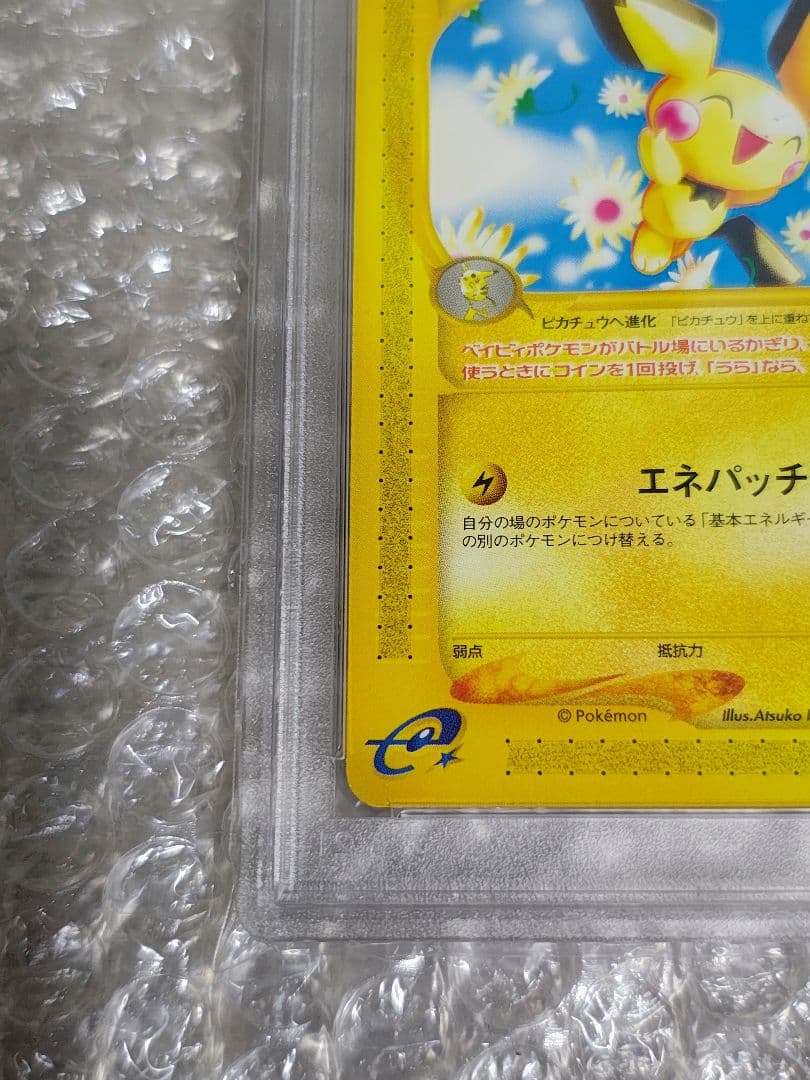 ピカチュウへ進化 「ピカチュウ」を上に重ね
ベイビィポケモンがバトル場にいるかぎり、
使うときにコインを1回投げ、「うら」なら、
エネパッチ
自分の場のポケモンについている「基本エネルギー
の別のポケモンにつけ替える。
弱点 抵抗力
© Pokémon Illus.Atsuko
e